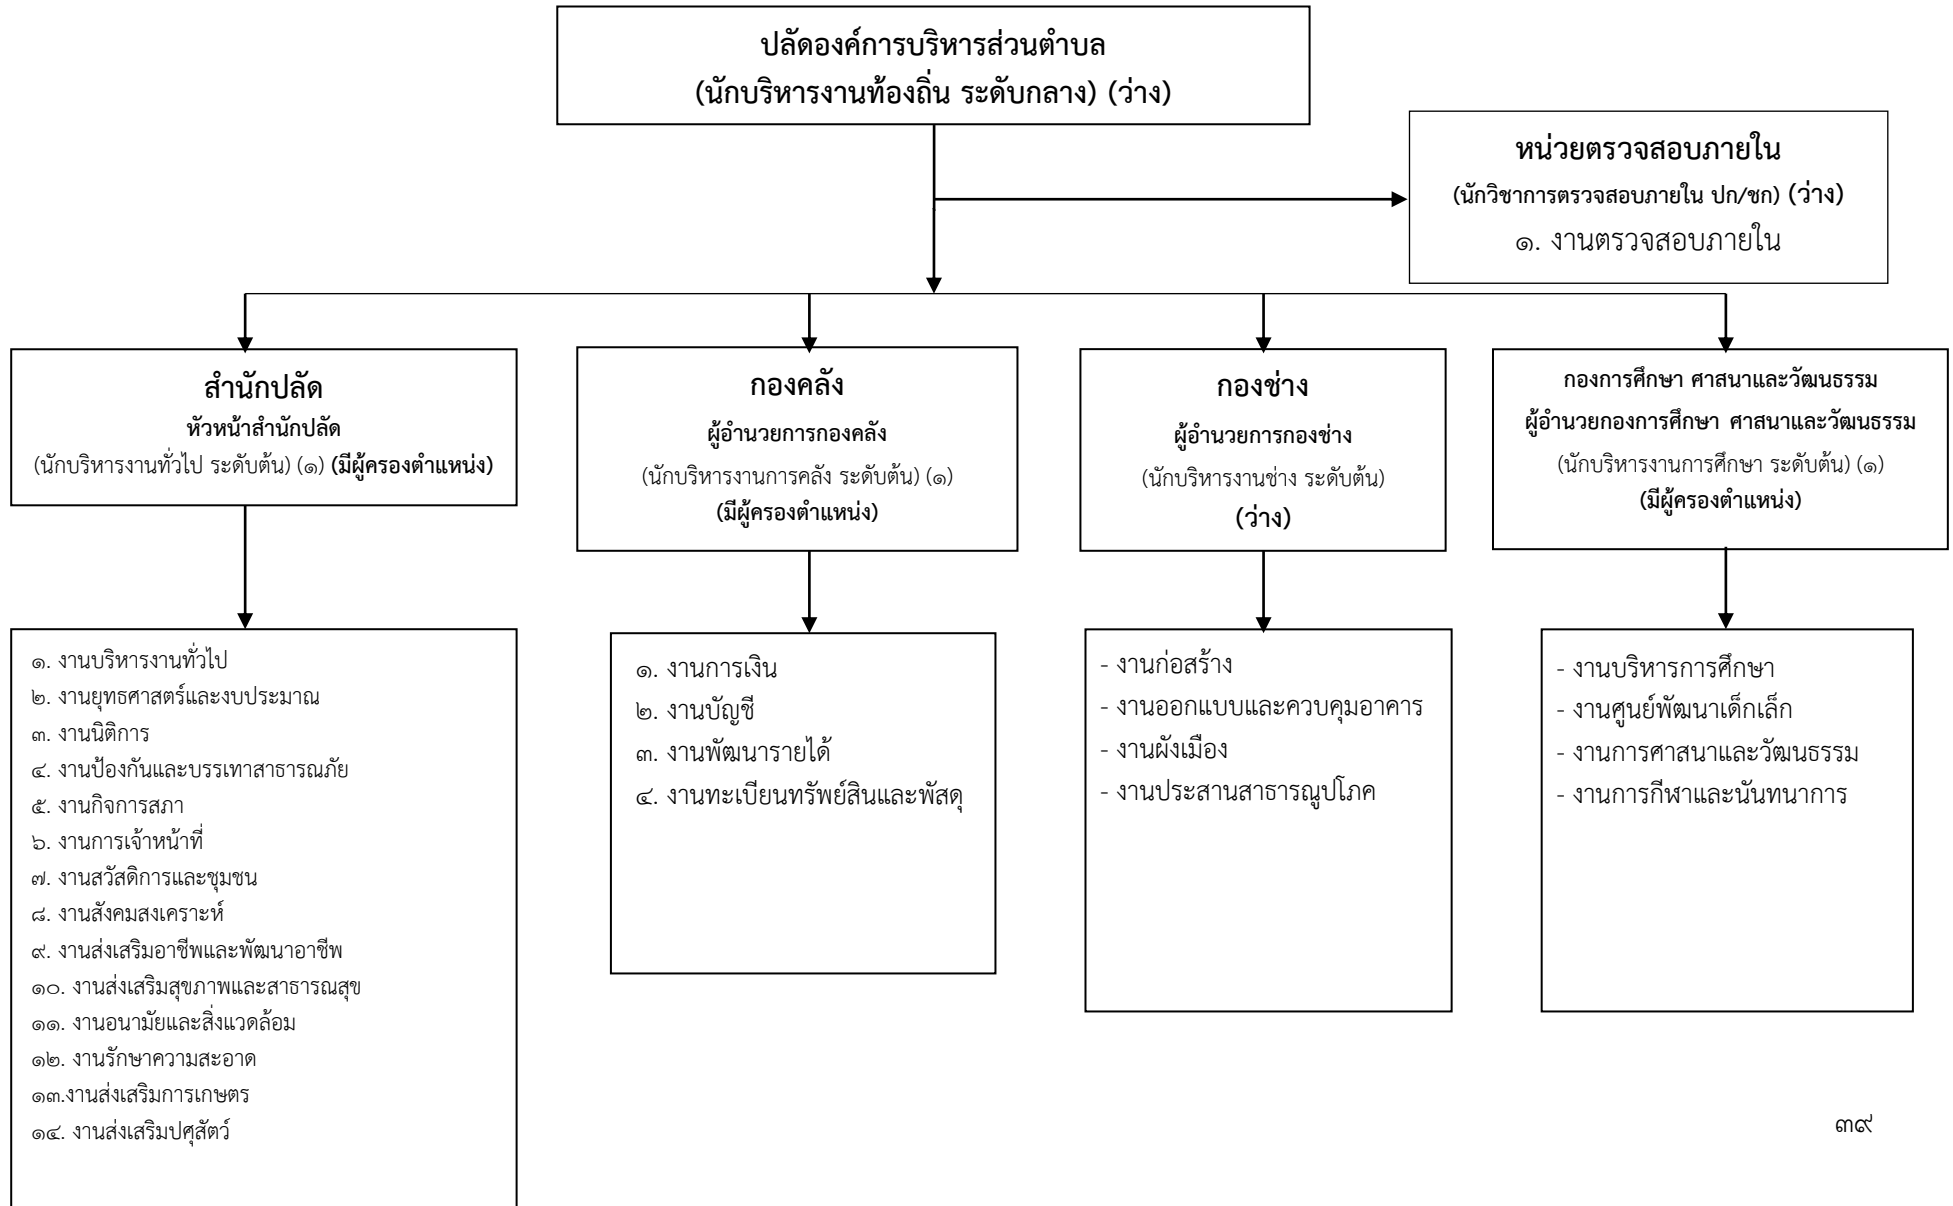 ปลัดองค์การบริหารส่วนตำบล
(นักบริหารงานท้องถิ่น ระดับกลาง) (ว่าง)
หน่วยตรวจสอบภายใน
(นักวิชาการตรวจสอบภายใน ปก/ชก) (ว่าง)
๑. งานตรวจสอบภายใน
สำนักปลัด
หัวหน้าสำนักปลัด
(นักบริหารงานทั่วไป ระดับต้น) (๑) (มีผู้ครองตำแหน่ง)
กองคลัง
ผู้อำนวยการกองคลัง
(นักบริหารงานการคลัง ระดับต้น) (๑)
(มีผู้ครองตำแหน่ง)
กองช่าง
ผู้อำนวยการกองช่าง
(นักบริหารงานช่าง ระดับต้น)
(ว่าง)
กองการศึกษา ศาสนาและวัฒนธรรม
ผู้อำนวยกองการศึกษา ศาสนาและวัฒนธรรม
(นักบริหารงานการศึกษา ระดับต้น) (๑)
(มีผู้ครองตำแหน่ง)
๑. งานบริหารงานทั่วไป
๒. งานยุทธศาสตร์และงบประมาณ
๓. งานนิติการ
๔. งานป้องกันและบรรเทาสาธารณภัย
๕. งานกิจการสภา
๖. งานการเจ้าหน้าที่
๗. งานสวัสดิการและชุมชน
๘. งานสังคมสงเคราะห์
๙. งานส่งเสริมอาชีพและพัฒนาอาชีพ
๑๐. งานส่งเสริมสุขภาพและสาธารณสุข
๑๑. งานอนามัยและสิ่งแวดล้อม
๑๒. งานรักษาความสะอาด
๑๓.งานส่งเสริมการเกษตร
๑๔. งานส่งเสริมปศุสัตว์
๑. งานการเงิน
๒. งานบัญชี
๓. งานพัฒนารายได้
๔. งานทะเบียนทรัพย์สินและพัสดุ
- งานก่อสร้าง
- งานออกแบบและควบคุมอาคาร
- งานผังเมือง
- งานประสานสาธารณูปโภค
- งานบริหารการศึกษา
- งานศูนย์พัฒนาเด็กเล็ก
- งานการศาสนาและวัฒนธรรม
- งานการกีฬาและนันทนาการ
๓๙